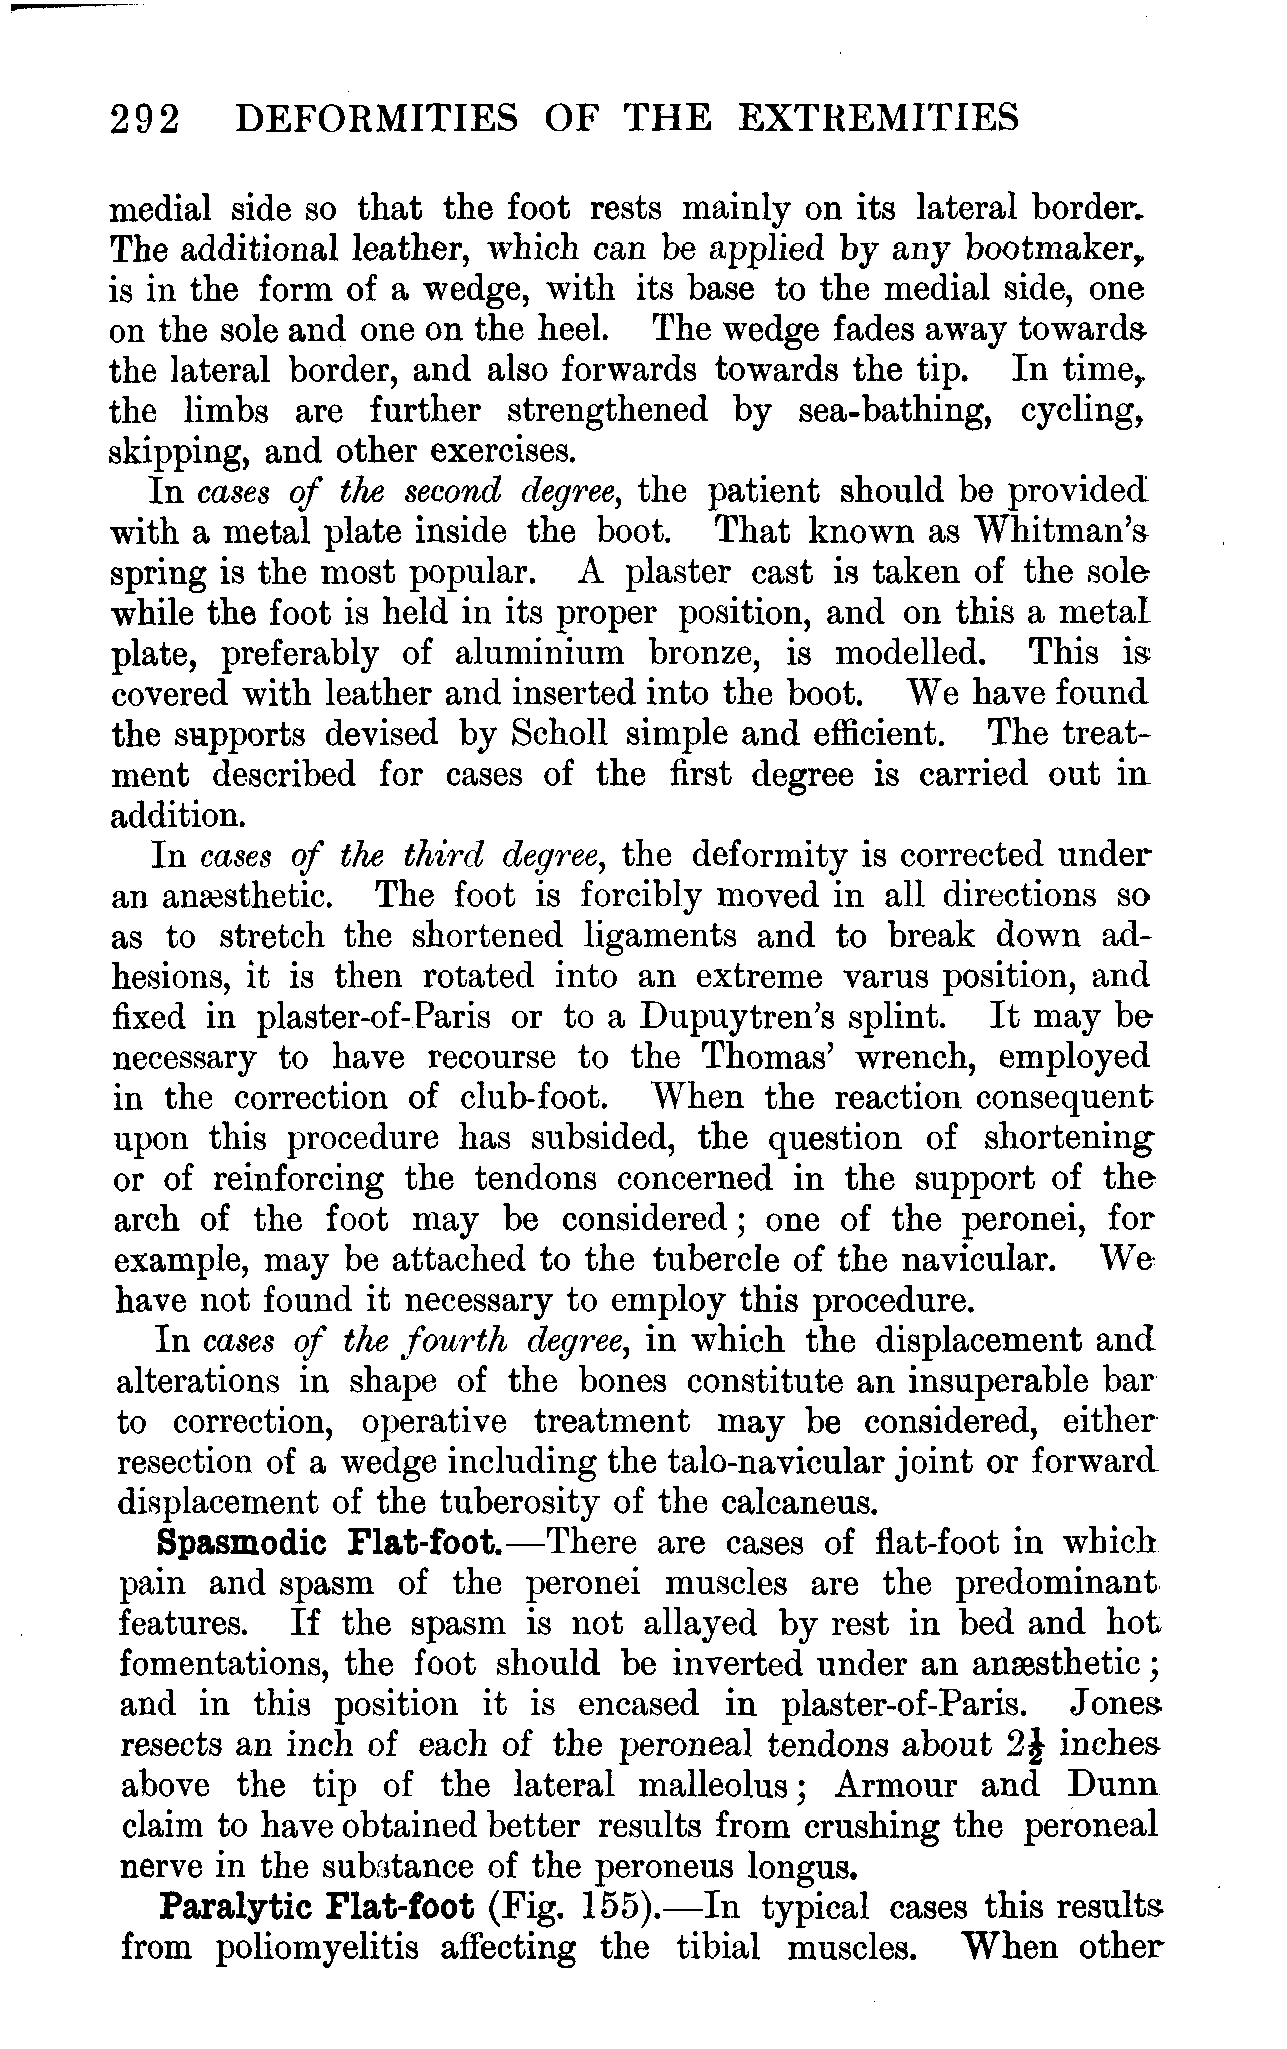 292 DEFORMITIES OF THE EXTREMITIES
medial side so that the foot rests mainly on its lateral border.
The additional leather, which can be applied by any bootmaker,
is in the form of a wedge, with its base to the medial side, one
on the sole and one on the heel. The wedge fades away towards
the lateral border, and also forwards towards the tip. In time,
the limbs are further strengthened by sea-bathing, cycling,
skipping, and other exercises.
In cases of the second degree, the patient should be provided
with a metal plate inside the boot. That known as Whitman's
spring is the most popular. A plaster cast is taken of the sole
while the foot is held in its proper position, and on this a metal
plate, preferably of aluminium bronze, is modelled. This is
covered with leather and inserted into the boot. We have found
the supports devised by Scholl simple and efficient. The treat-
ment described for cases of the first degree is carried out in
addition.
In cases of the third degree, the deformity is corrected under
an anæsthetic. The foot is forcibly moved in all directions so
as to stretch the shortened ligaments and to break down ad-
hesions, it is then rotated into an extreme varus position, and
fixed in plaster-of-Paris or to a Dupuytren's splint. It may be
necessary to have recourse to the Thomas' wrench, employed
in the correction of club-foot. When the reaction consequent
upon this procedure has subsided, the question of shortening
or of reinforcing the tendons concerned in the support of the
arch of the foot may be considered; one of the peronei, for
example, may be attached to the tubercle of the navicular. We
have not found it necessary to employ this procedure.
In cases of the fourth degree, in which the displacement and
alterations in shape of the bones constitute an insuperable bar
to correction, operative treatment may be considered, either
resection of a wedge including the talo-navicular joint or forward
displacement of the tuberosity of the calcaneus.
Spasmodic Flat-foot.—There are cases of flat-foot in which
pain and spasm of the peronei muscles are the predominant
features. If the spasm is not allayed by rest in bed and hot
fomentations, the foot should be inverted under an anæsthetic;
and in this position it is encased in plaster-of-Paris. Jones
resects an inch of each of the peroneal tendons about 2½ inches
above the tip of the lateral malleolus; Armour and Dunn
claim to have obtained better results from crushing the peroneal
nerve in the substance of the peroneus longus.
Paralytic Flat-foot (Fig. 155).—In typical cases this results
from poliomyelitis affecting the tibial muscles. When other